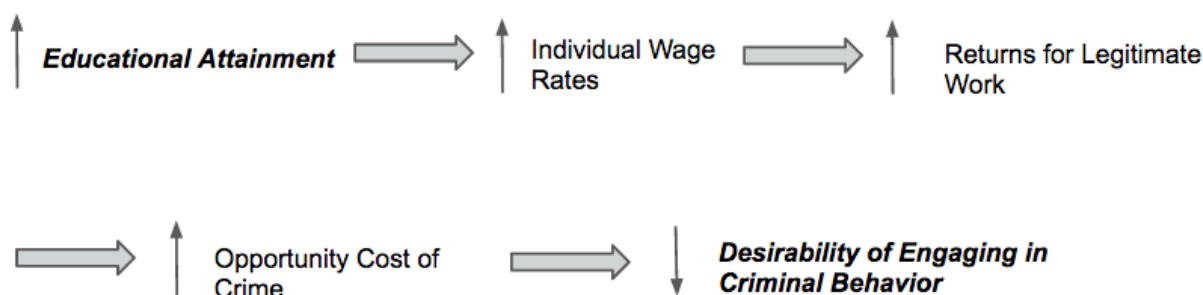 Educational Attainment
Individual Wage
Rates
Returns for Legitimate
Work
Opportunity Cost of
Crime
Desirability of Engaging in
Criminal Behavior